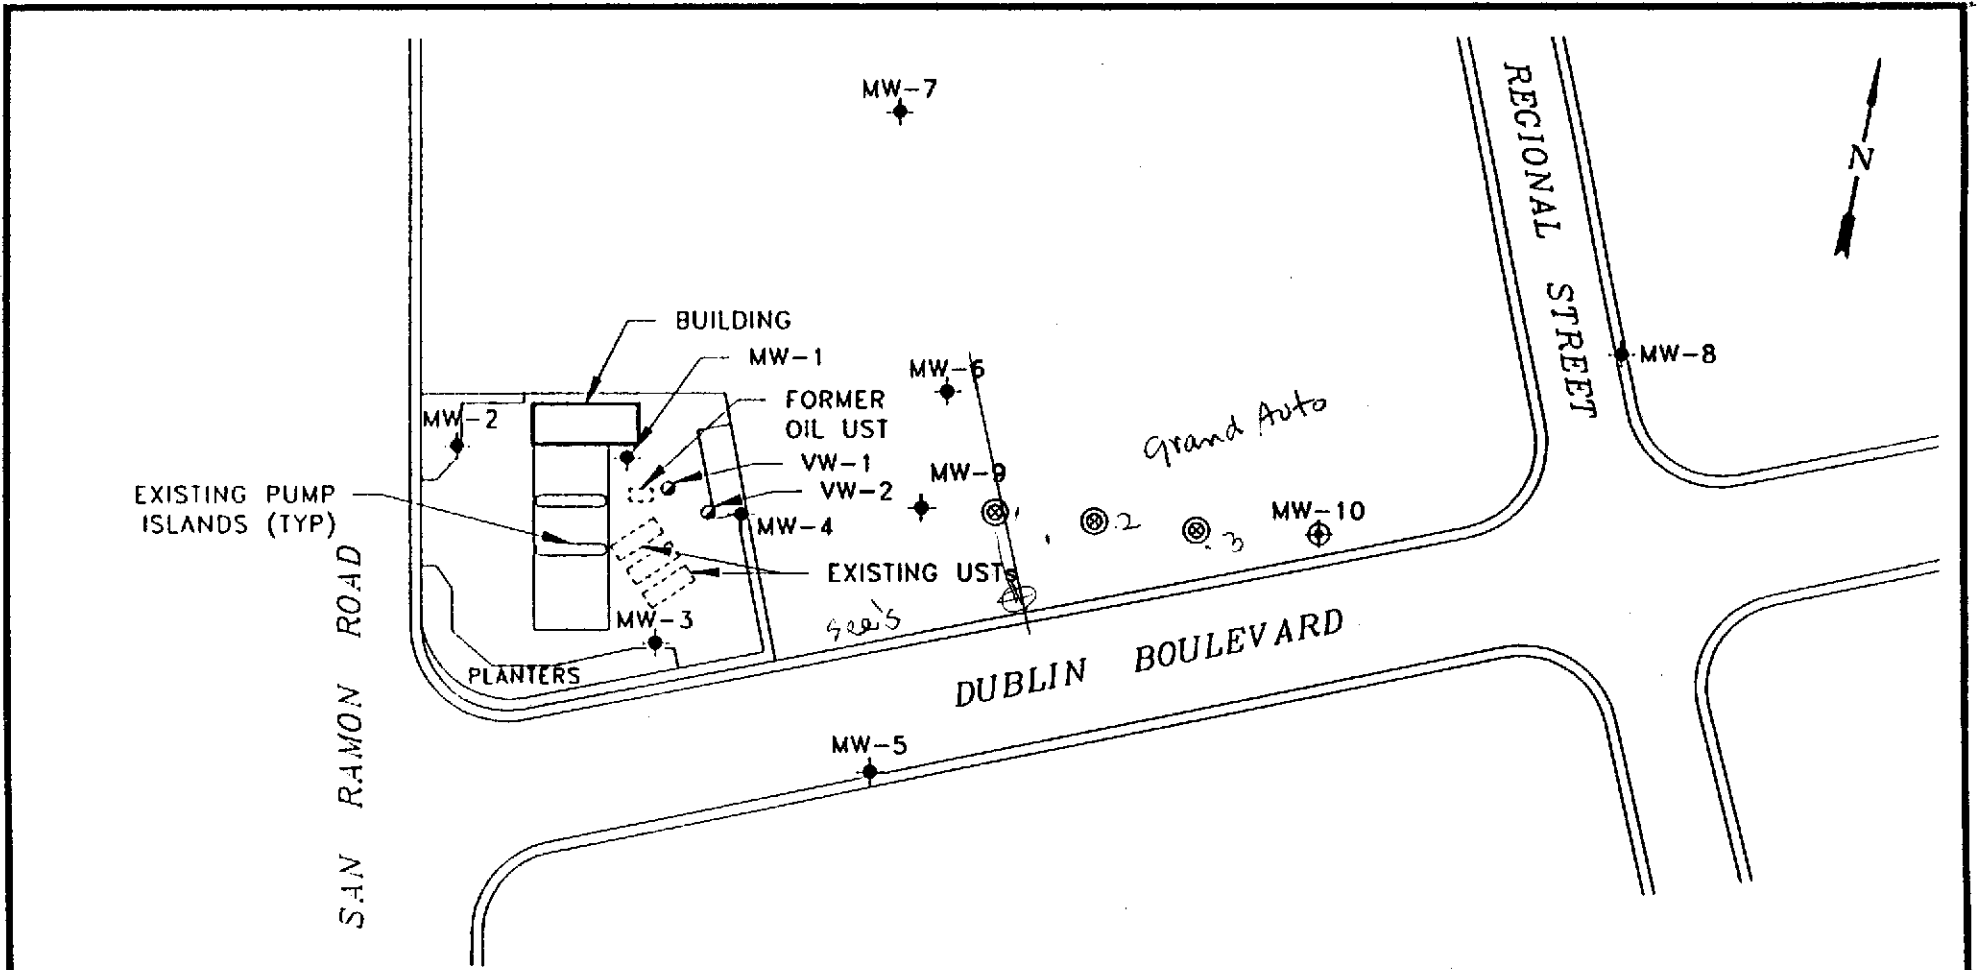 MW-7
REGIONAL STREET
N
BUILDING
MW-1
MW-8
MW-6
FORMER
OIL UST
Grand Auto
MW-2
VW-1
MW-9
VW-2
EXISTING PUMP
ISLANDS (TYP)
MW-4
1
2
3
MW-10
EXISTING USTs
MW-3
see's
PLANTERS
DUBLIN BOULEVARD
SAN RAMON ROAD
MW-5